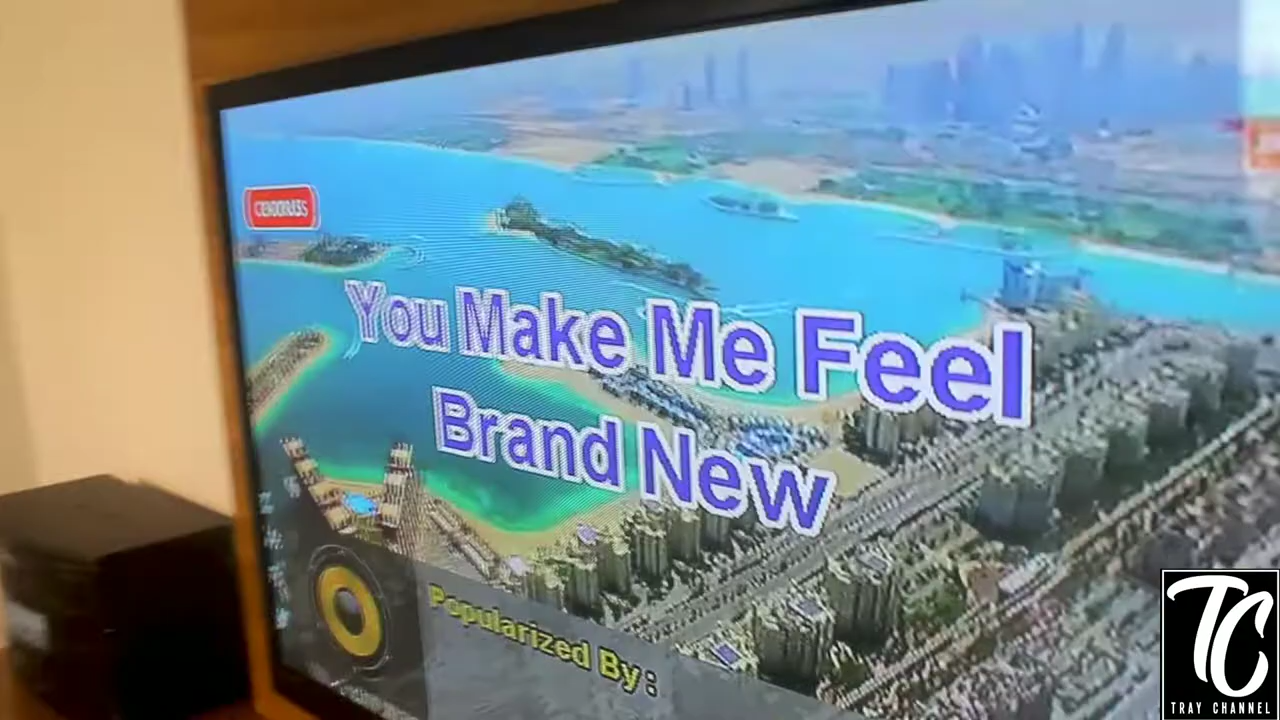 You Make Me Feel
Brand New
Popularized By :
TC
TRAY CHANNEL